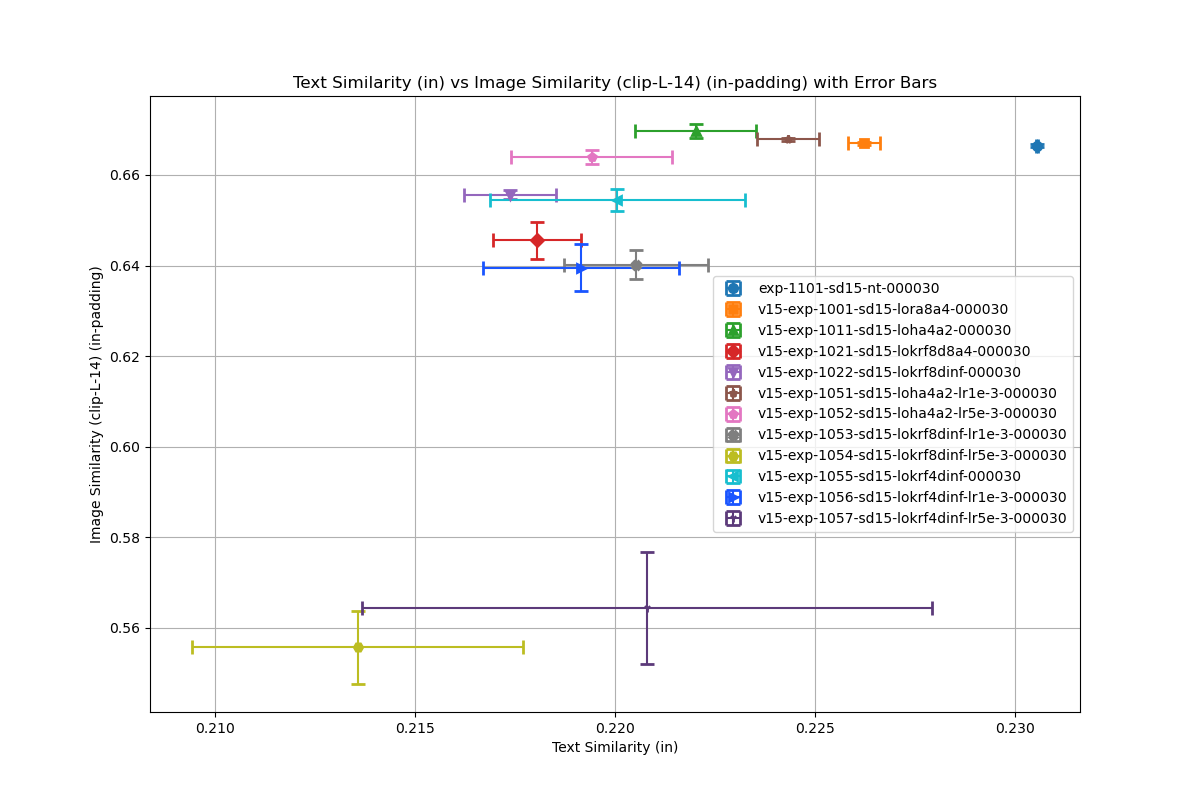 Text Similarity (in) vs Image Similarity (clip-L-14) (in-padding) with Error Bars
Image Similarity (clip-L-14) (in-padding)
0.66
0.64
0.62
0.60
0.58
0.56
exp-1101-sd15-nt-000030
v15-exp-1001-sd15-lora8a4-000030
v15-exp-1011-sd15-loha4a2-000030
v15-exp-1021-sd15-lokrf8d8a4-000030
v15-exp-1022-sd15-lokrf8dinf-000030
v15-exp-1051-sd15-loha4a2-lr1e-3-000030
v15-exp-1052-sd15-loha4a2-lr5e-3-000030
v15-exp-1053-sd15-lokrf8dinf-lr1e-3-000030
v15-exp-1054-sd15-lokrf8dinf-lr5e-3-000030
v15-exp-1055-sd15-lokrf4dinf-000030
v15-exp-1056-sd15-lokrf4dinf-lr1e-3-000030
v15-exp-1057-sd15-lokrf4dinf-lr5e-3-000030
0.210 0.215 0.220 0.225 0.230
Text Similarity (in)